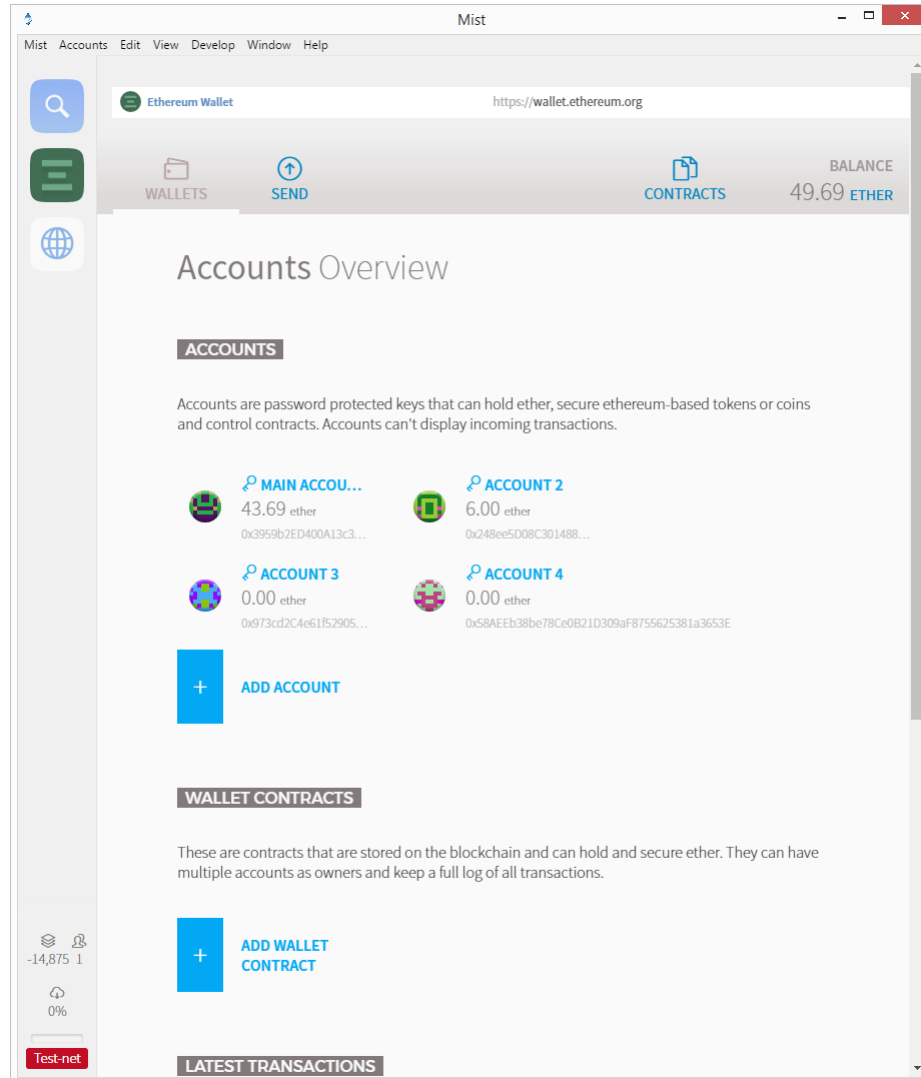 Mist
Mist Accounts Edit View Develop Window Help
Ethereum Wallet https://wallet.ethereum.org
WALLETS SEND CONTRACTS BALANCE
49.69 ETHER
Accounts Overview
ACCOUNTS
Accounts are password protected keys that can hold ether, secure ethereum-based tokens or coins
and control contracts. Accounts can't display incoming transactions.
MAIN ACCOU...
43.69 ether
0x3959b2ED400A13c3...
ACCOUNT 2
6.00 ether
0x248ee5D08C301488...
ACCOUNT 3
0.00 ether
0x973cd2C4e61f52905...
ACCOUNT 4
0.00 ether
0x58AEEb38be78Ce0B21D309aF8755625381a3653E
+ ADD ACCOUNT
WALLET CONTRACTS
These are contracts that are stored on the blockchain and can hold and secure ether. They can have
multiple accounts as owners and keep a full log of all transactions.
+ ADD WALLET
CONTRACT
LATEST TRANSACTIONS
-14,875 1
0%
Test-net